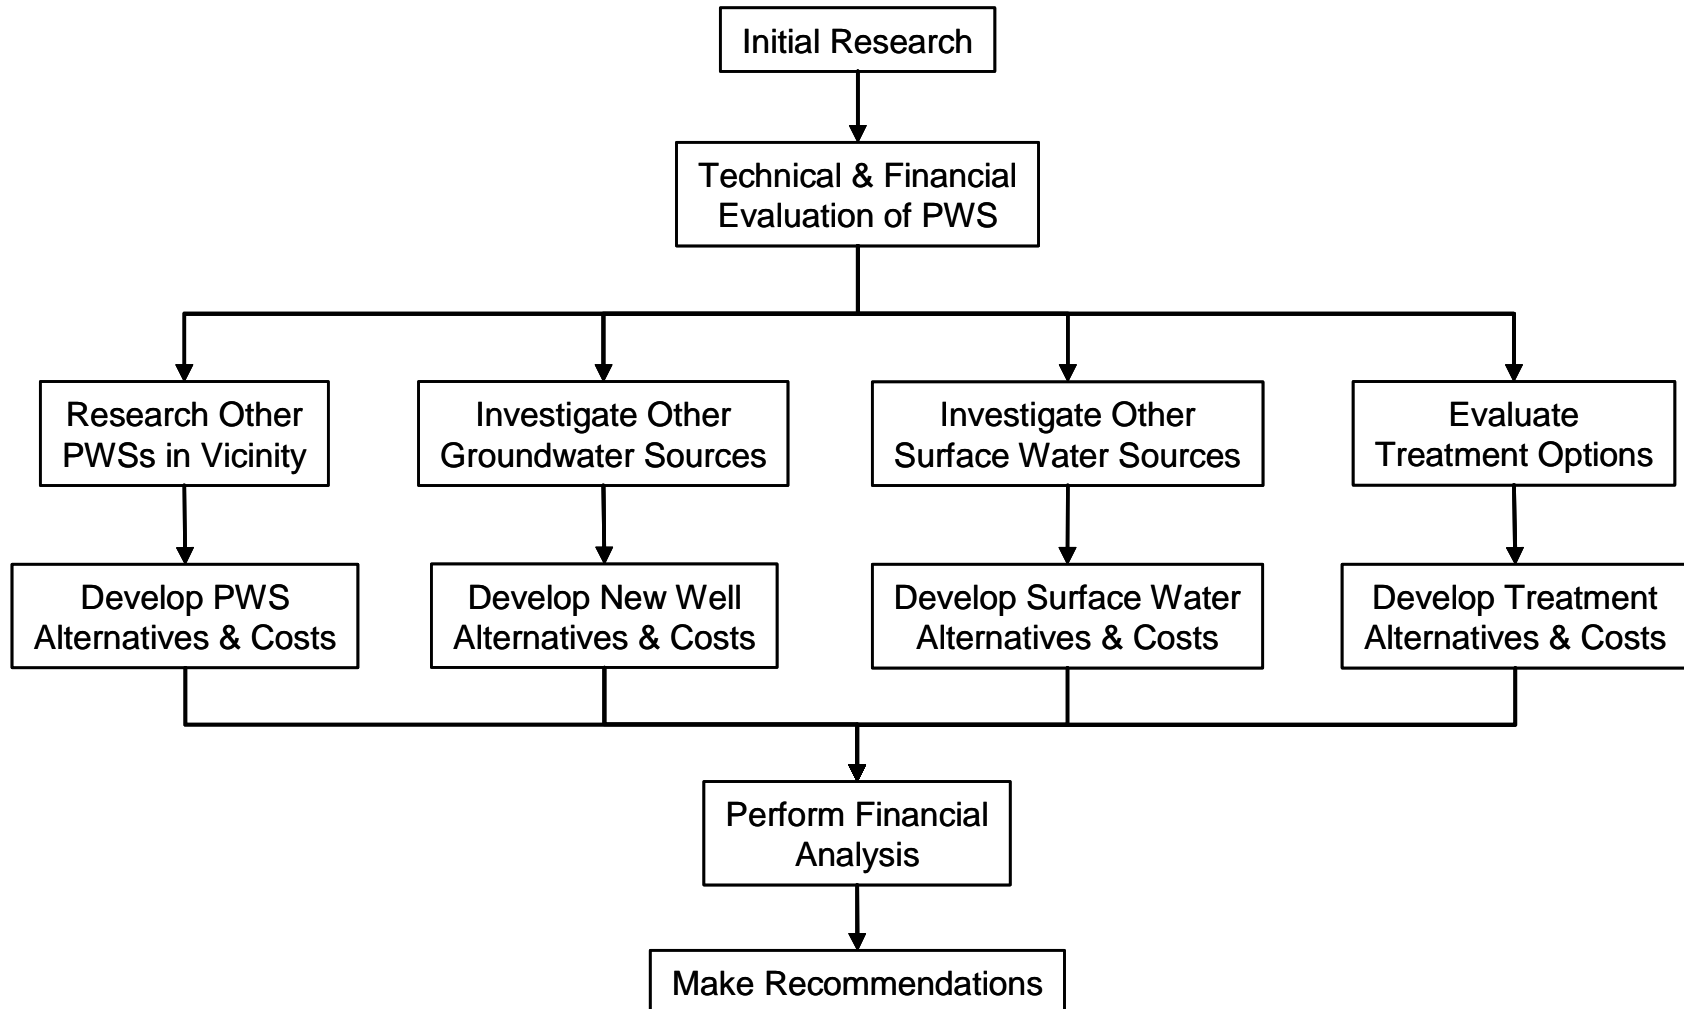 Initial Research
Technical & Financial
Evaluation of PWS
Research Other
PWSs in Vicinity
Investigate Other
Groundwater Sources
Investigate Other
Surface Water Sources
Evaluate
Treatment Options
Develop PWS
Alternatives & Costs
Develop New Well
Alternatives & Costs
Develop Surface Water
Alternatives & Costs
Develop Treatment
Alternatives & Costs
Perform Financial
Analysis
Make Recommendations